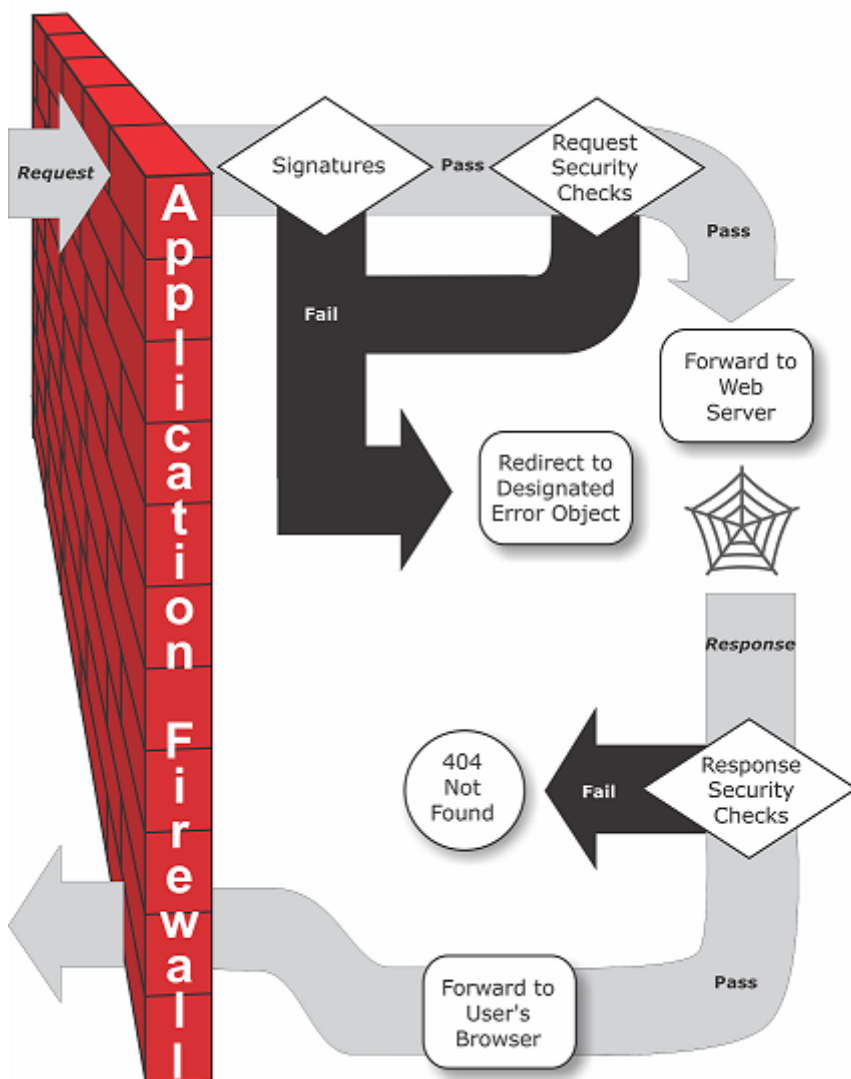 Request
Signatures
Pass
Request
Security
Checks
Pass
Fail
Forward to
Web
Server
Redirect to
Designated
Error Object
Response
404
Not
Found
Fail
Response
Security
Checks
Pass
Forward to
User's
Browser
Application Firewall